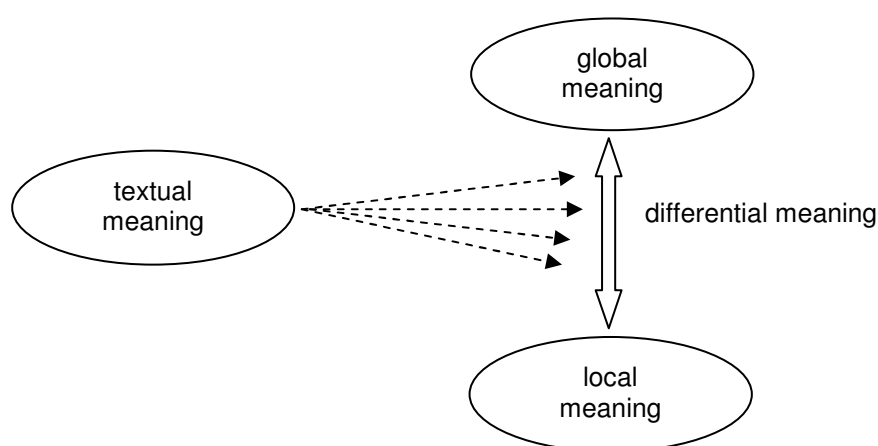 global
meaning
textual
meaning
differential meaning
local
meaning